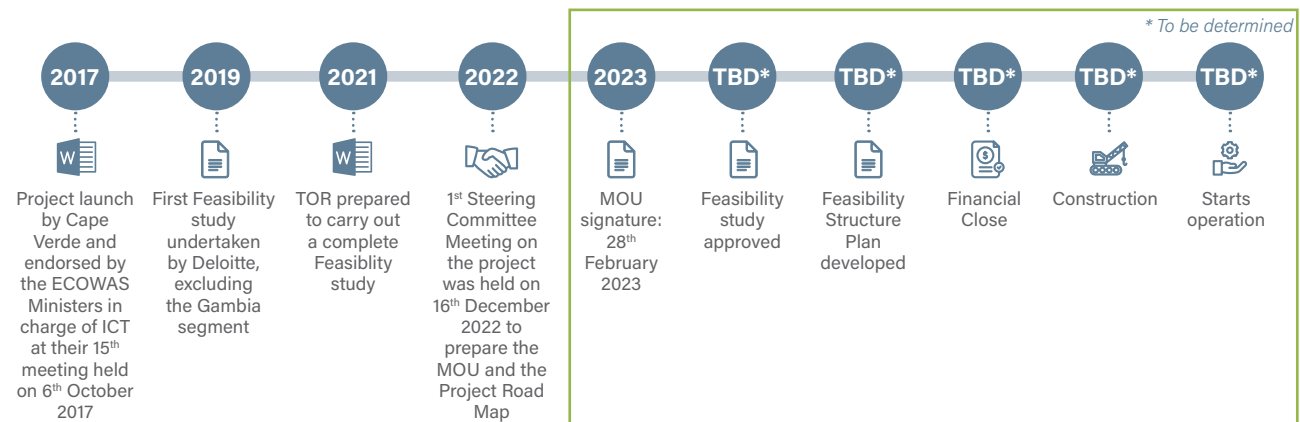 * To be determined
2017
2019
2021
2022
2023
TBD*
TBD*
TBD*
TBD*
TBD*
W
Project launch
by Cape
Verde and
endorsed by
the ECOWAS
Ministers in
charge of ICT
at their 15th
meeting held
on 6th October
2017
First Feasibility
study
undertaken
by Deloitte,
excluding
the Gambia
segment
W
TOR prepared
to carry out
a complete
Feasiblity
study
1st Steering
Committee
Meeting on
the project
was held on
16th December
2022 to
prepare the
MOU and the
Project Road
Map
MOU
signature:
28th
February
2023
Feasibility
study
approved
Feasibility
Structure
Plan
developed
$
Financial
Close
Construction
Starts
operation